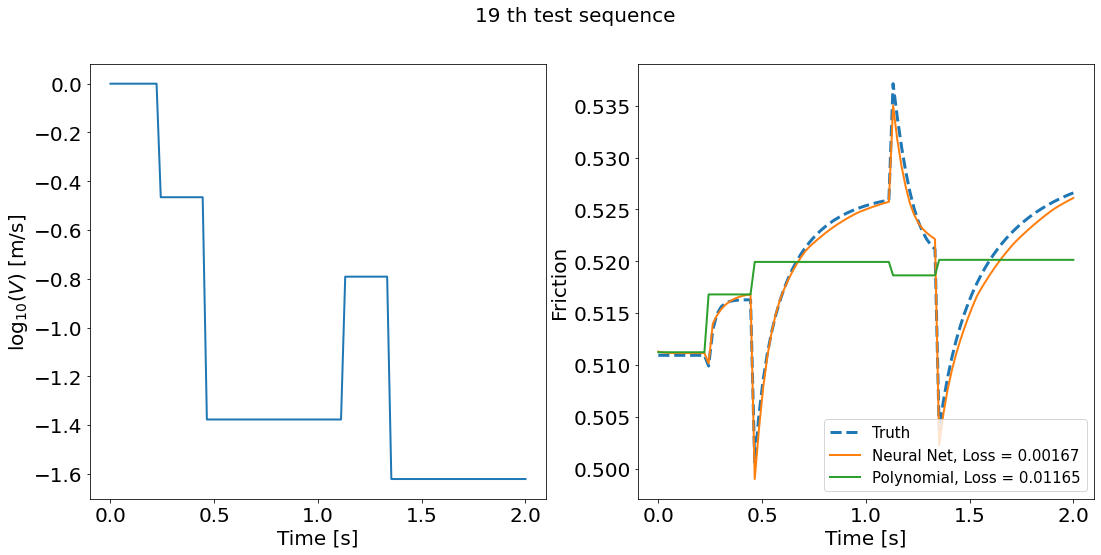 19 th test sequence
log10(V) [m/s]
0.0
−0.2
−0.4
−0.6
−0.8
−1.0
−1.2
−1.4
−1.6
0.0 0.5 1.0 1.5 2.0
Time [s]
Friction
0.535
0.530
0.525
0.520
0.515
0.510
0.505
0.500
Truth
Neural Net, Loss = 0.00167
Polynomial, Loss = 0.01165
0.0 0.5 1.0 1.5 2.0
Time [s]